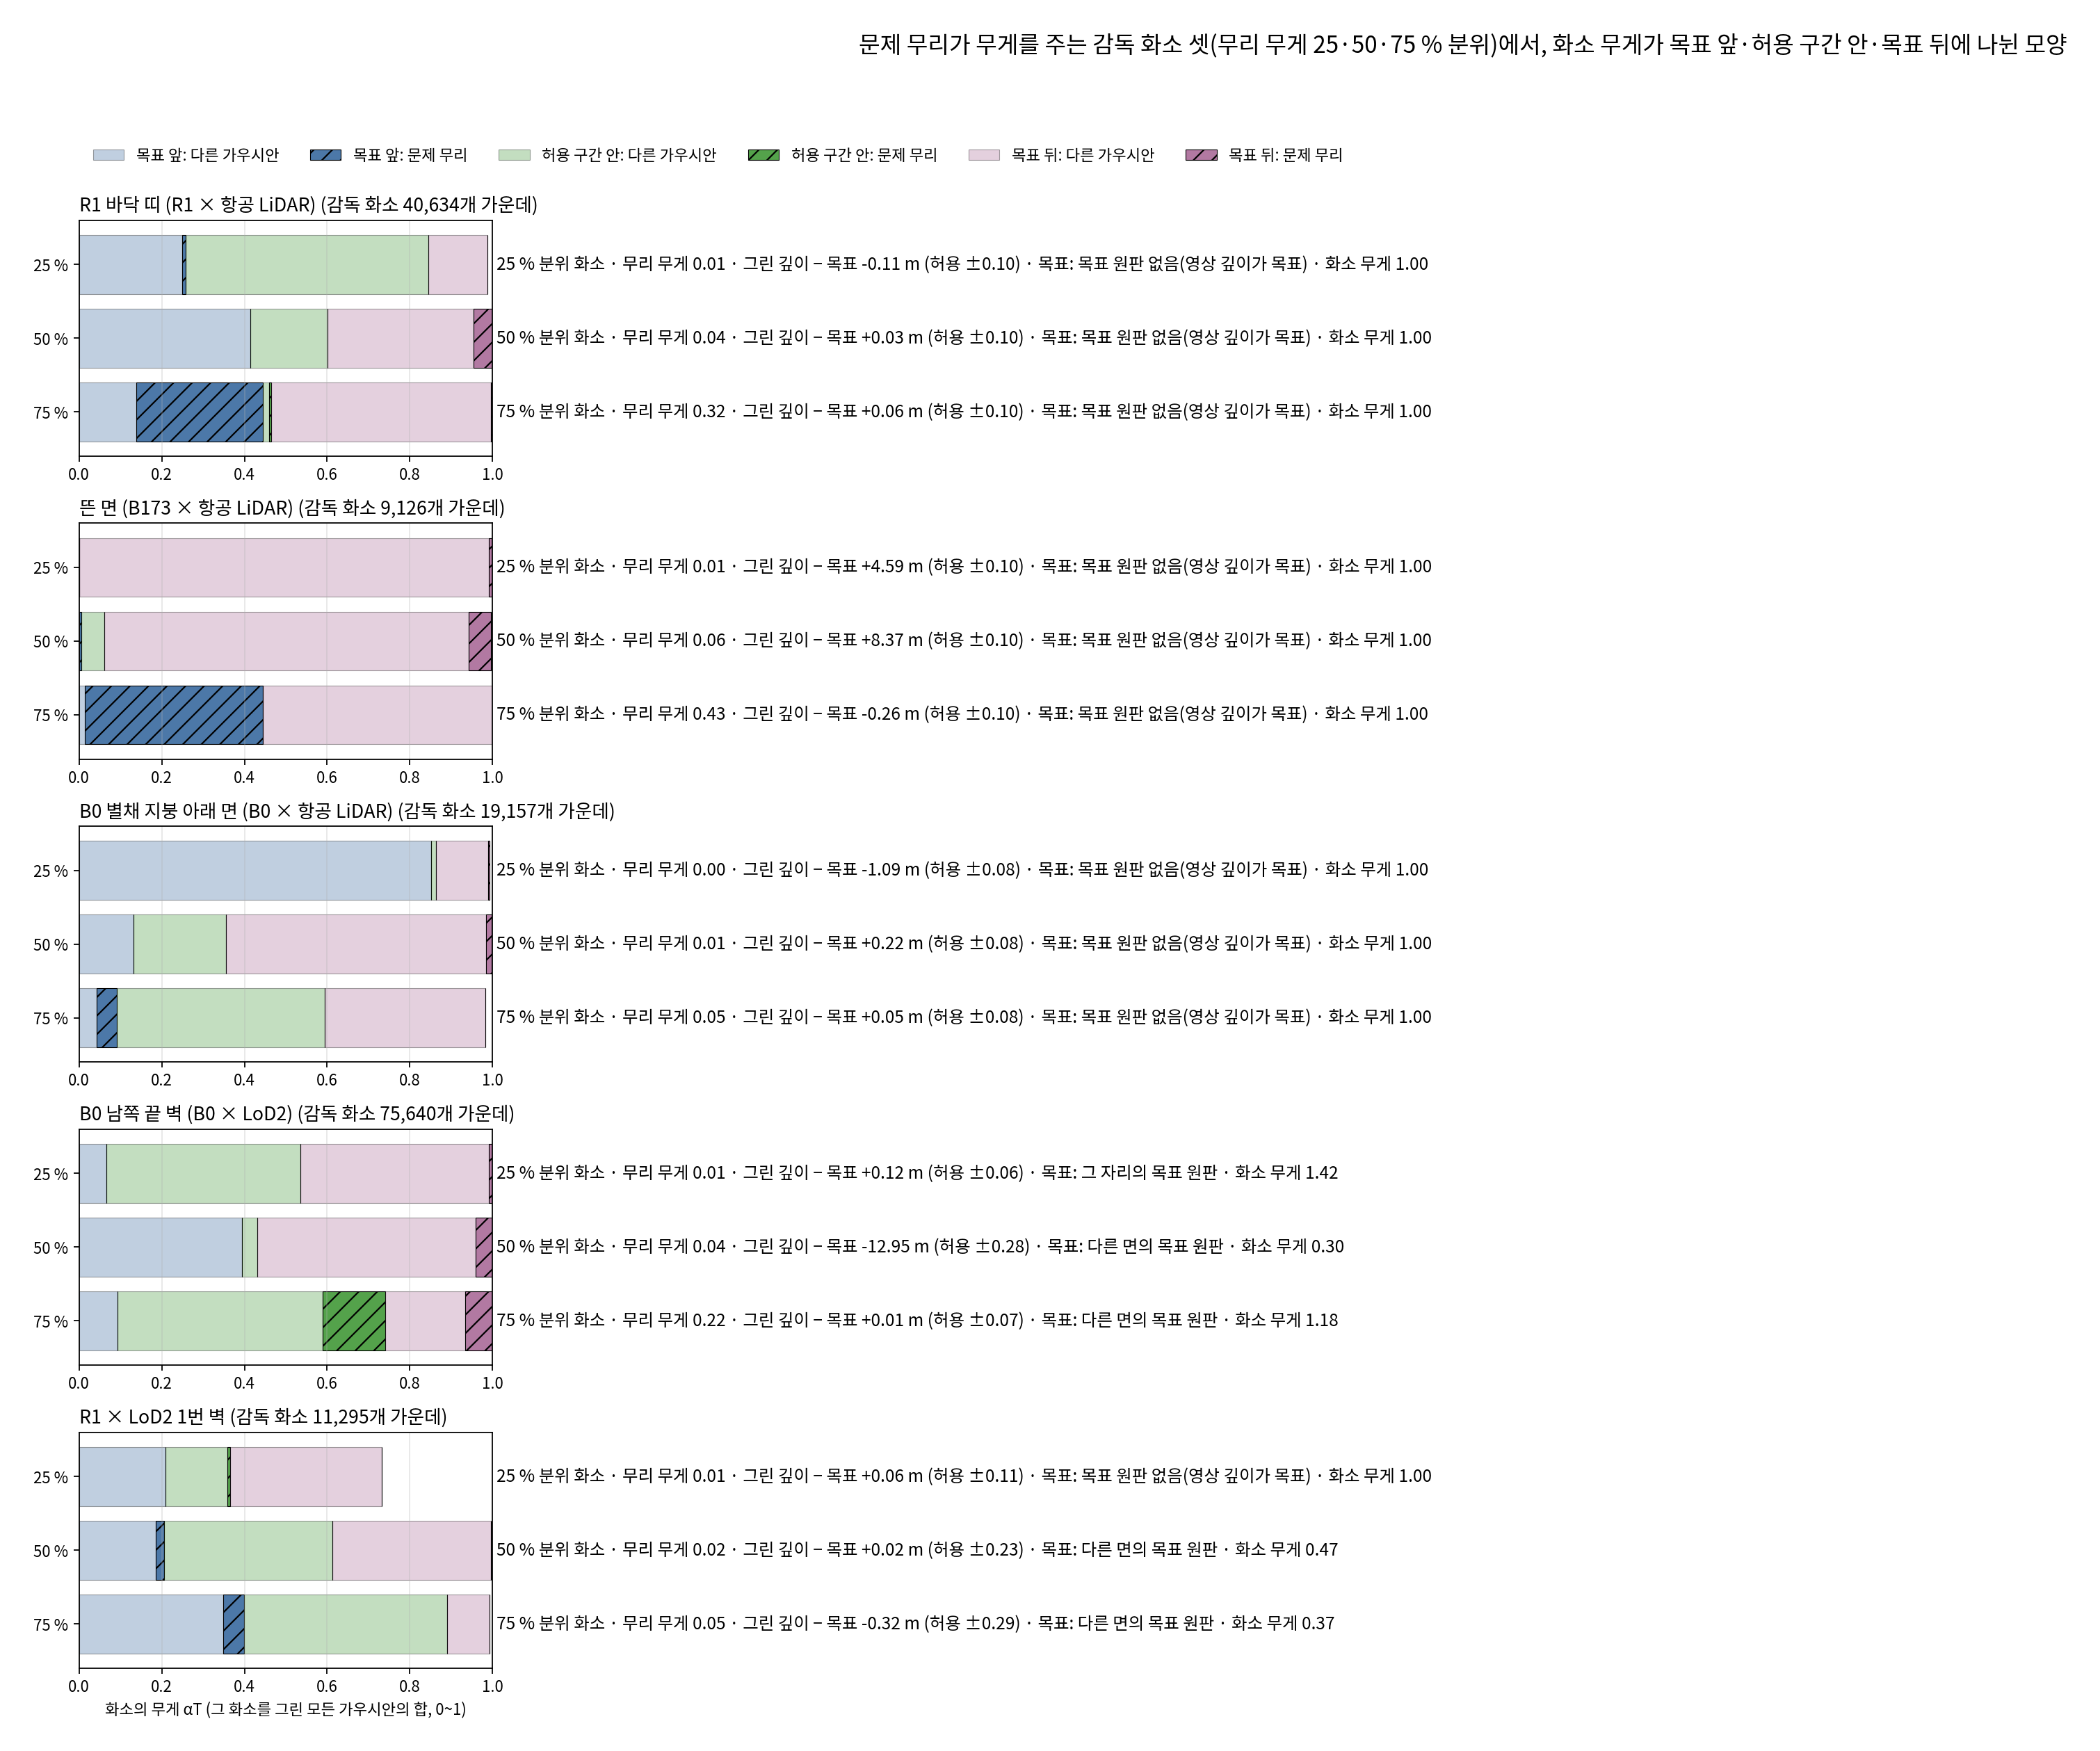 문제 무리가 무게를 주는 감독 화소 셋(무리 무게 25·50·75 % 분위)에서, 화소 무게가 목표 앞·허용 구간 안·목표 뒤에 나뉜 모양
목표 앞: 다른 가우시안 목표 앞: 문제 무리 허용 구간 안: 다른 가우시안 허용 구간 안: 문제 무리 목표 뒤: 다른 가우시안 목표 뒤: 문제 무리
R1 바닥 띠 (R1 × 항공 LiDAR) (감독 화소 40,634개 가운데)
25 % 25 % 분위 화소 · 무리 무게 0.01 · 그린 깊이 − 목표 -0.11 m (허용 ±0.10) · 목표: 목표 원판 없음(영상 깊이가 목표) · 화소 무게 1.00
50 % 50 % 분위 화소 · 무리 무게 0.04 · 그린 깊이 − 목표 +0.03 m (허용 ±0.10) · 목표: 목표 원판 없음(영상 깊이가 목표) · 화소 무게 1.00
75 % 75 % 분위 화소 · 무리 무게 0.32 · 그린 깊이 − 목표 +0.06 m (허용 ±0.10) · 목표: 목표 원판 없음(영상 깊이가 목표) · 화소 무게 1.00
0.0 0.2 0.4 0.6 0.8 1.0
뜬 면 (B173 × 항공 LiDAR) (감독 화소 9,126개 가운데)
25 % 25 % 분위 화소 · 무리 무게 0.01 · 그린 깊이 − 목표 +4.59 m (허용 ±0.10) · 목표: 목표 원판 없음(영상 깊이가 목표) · 화소 무게 1.00
50 % 50 % 분위 화소 · 무리 무게 0.06 · 그린 깊이 − 목표 +8.37 m (허용 ±0.10) · 목표: 목표 원판 없음(영상 깊이가 목표) · 화소 무게 1.00
75 % 75 % 분위 화소 · 무리 무게 0.43 · 그린 깊이 − 목표 -0.26 m (허용 ±0.10) · 목표: 목표 원판 없음(영상 깊이가 목표) · 화소 무게 1.00
0.0 0.2 0.4 0.6 0.8 1.0
B0 별채 지붕 아래 면 (B0 × 항공 LiDAR) (감독 화소 19,157개 가운데)
25 % 25 % 분위 화소 · 무리 무게 0.00 · 그린 깊이 − 목표 -1.09 m (허용 ±0.08) · 목표: 목표 원판 없음(영상 깊이가 목표) · 화소 무게 1.00
50 % 50 % 분위 화소 · 무리 무게 0.01 · 그린 깊이 − 목표 +0.22 m (허용 ±0.08) · 목표: 목표 원판 없음(영상 깊이가 목표) · 화소 무게 1.00
75 % 75 % 분위 화소 · 무리 무게 0.05 · 그린 깊이 − 목표 +0.05 m (허용 ±0.08) · 목표: 목표 원판 없음(영상 깊이가 목표) · 화소 무게 1.00
0.0 0.2 0.4 0.6 0.8 1.0
B0 남쪽 끝 벽 (B0 × LoD2) (감독 화소 75,640개 가운데)
25 % 25 % 분위 화소 · 무리 무게 0.01 · 그린 깊이 − 목표 +0.12 m (허용 ±0.06) · 목표: 그 자리의 목표 원판 · 화소 무게 1.42
50 % 50 % 분위 화소 · 무리 무게 0.04 · 그린 깊이 − 목표 -12.95 m (허용 ±0.28) · 목표: 다른 면의 목표 원판 · 화소 무게 0.30
75 % 75 % 분위 화소 · 무리 무게 0.22 · 그린 깊이 − 목표 +0.01 m (허용 ±0.07) · 목표: 다른 면의 목표 원판 · 화소 무게 1.18
0.0 0.2 0.4 0.6 0.8 1.0
R1 × LoD2 1번 벽 (감독 화소 11,295개 가운데)
25 % 25 % 분위 화소 · 무리 무게 0.01 · 그린 깊이 − 목표 +0.06 m (허용 ±0.11) · 목표: 목표 원판 없음(영상 깊이가 목표) · 화소 무게 1.00
50 % 50 % 분위 화소 · 무리 무게 0.02 · 그린 깊이 − 목표 +0.02 m (허용 ±0.23) · 목표: 다른 면의 목표 원판 · 화소 무게 0.47
75 % 75 % 분위 화소 · 무리 무게 0.05 · 그린 깊이 − 목표 -0.32 m (허용 ±0.29) · 목표: 다른 면의 목표 원판 · 화소 무게 0.37
0.0 0.2 0.4 0.6 0.8 1.0
화소의 무게 αT (그 화소를 그린 모든 가우시안의 합, 0~1)